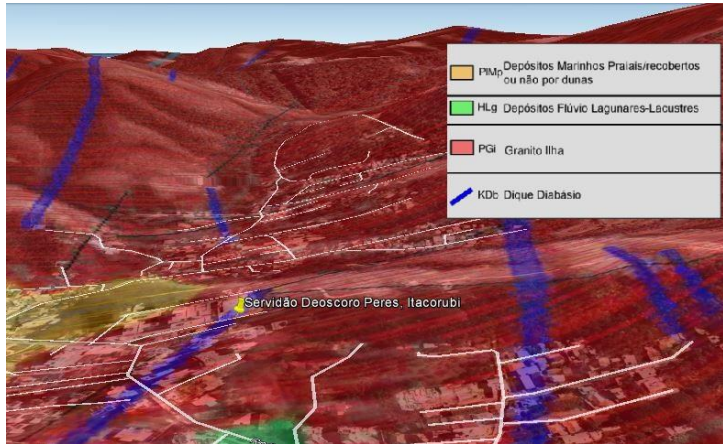 PlMp Depósitos Marinhos Praiais/recobertos
ou não por dunas
HLg Depósitos Flúvio Lagunares-Lacustres
PGi Granito Ilha
KDb Dique Diabásio
Servidão Deoscoro Peres, Itacorubi